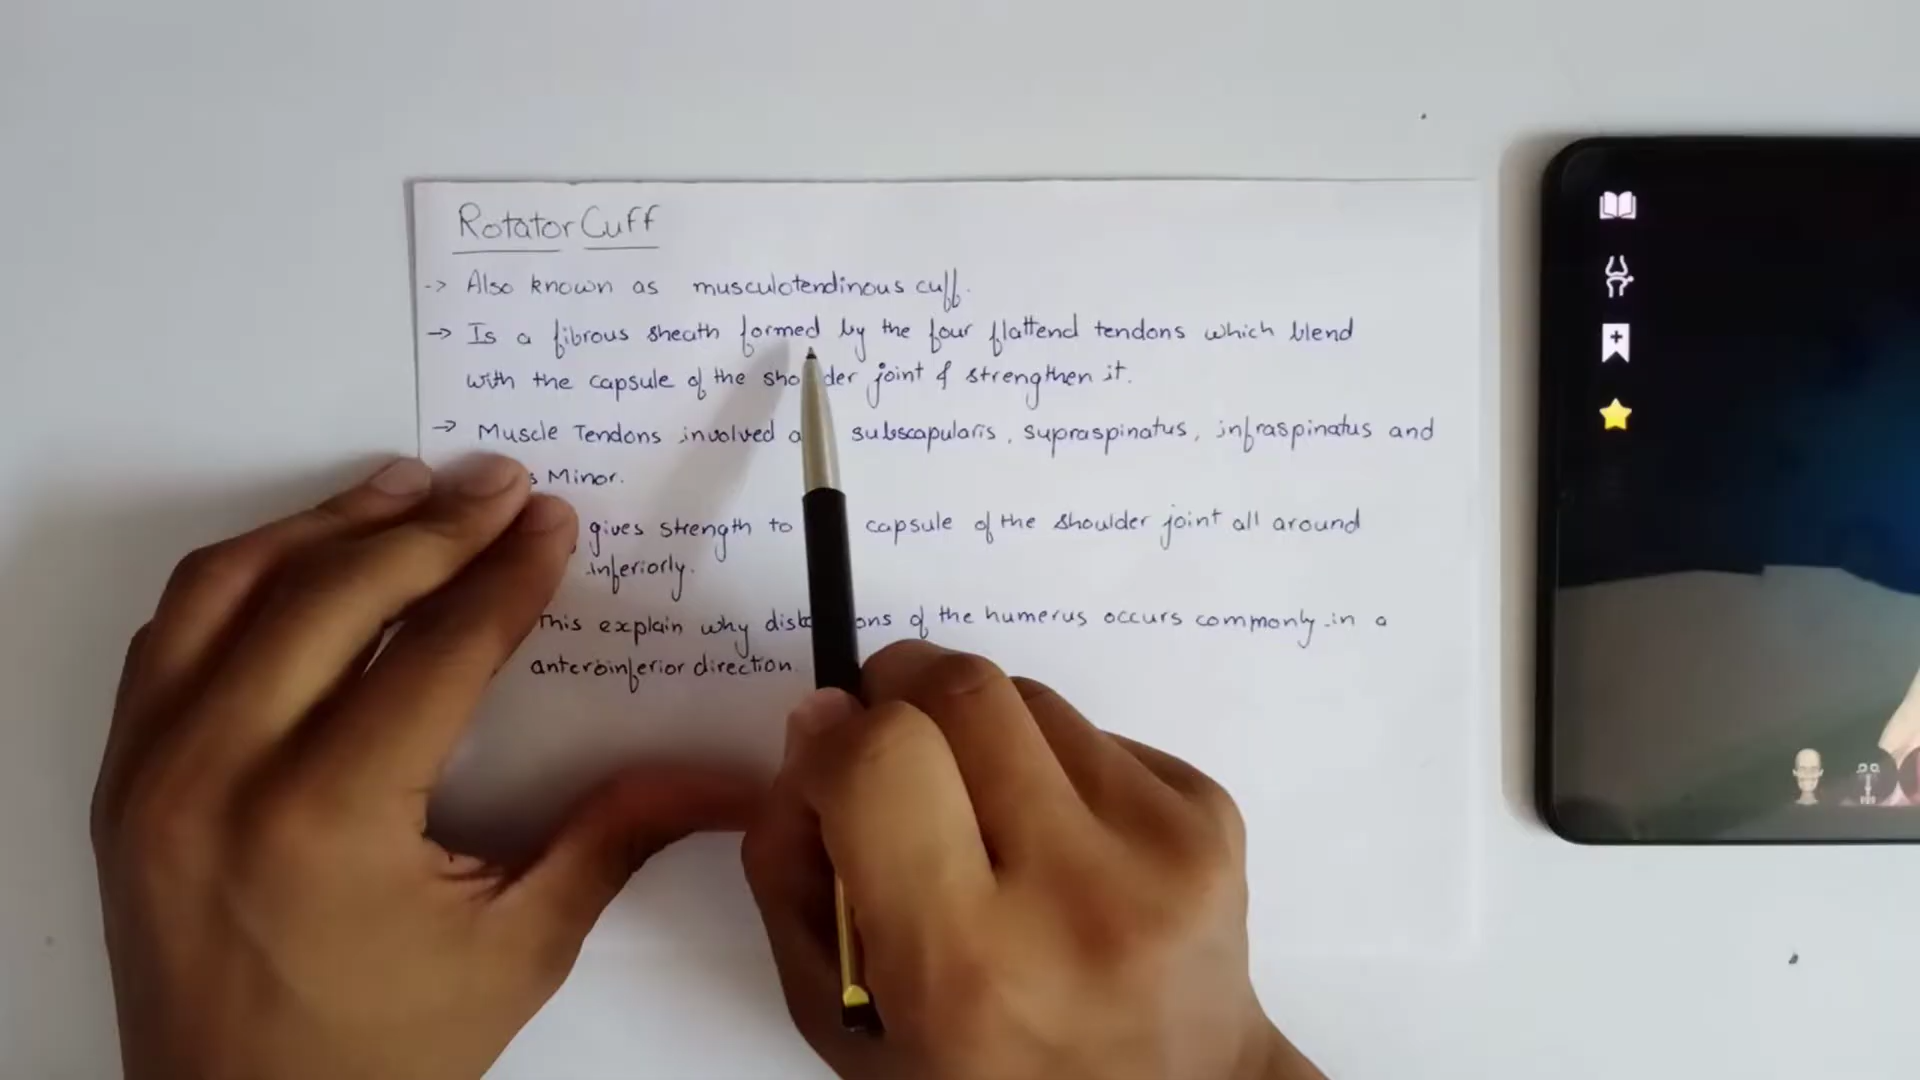 Rotator Cuff
-> Also known as musculotendinous cuff.
-> Is a fibrous sheath formed by the four flattend tendons which blend
with the capsule of the der joint & strengthen it.
-> Muscle Tendons involved subscapularis, supraspinatus, infraspinatus and
Minor.
gives strength to capsule of the shoulder joint all around
inferiorly.
This explain why of the humerus occurs commonly in a
anteroinferior direction